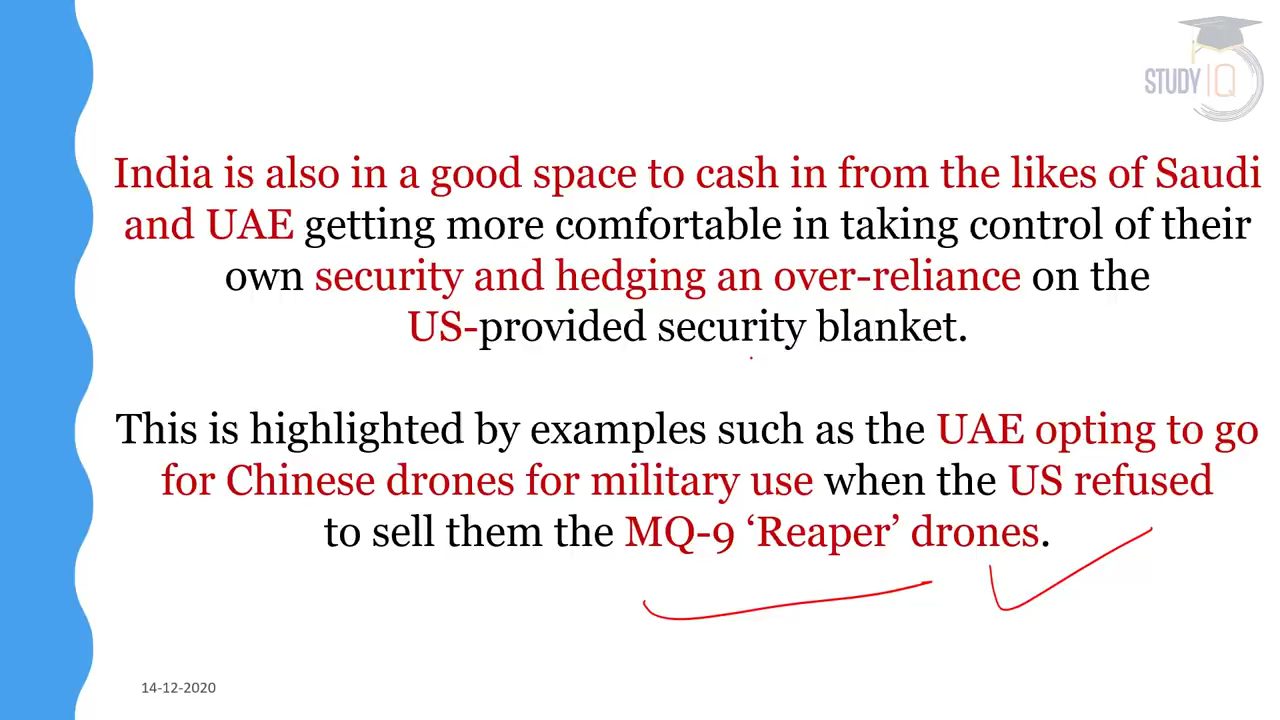 STUDY IQ
India is also in a good space to cash in from the likes of Saudi
and UAE getting more comfortable in taking control of their
own security and hedging an over-reliance on the
US-provided security blanket.
This is highlighted by examples such as the UAE opting to go
for Chinese drones for military use when the US refused
to sell them the MQ-9 ‘Reaper’ drones.
14-12-2020